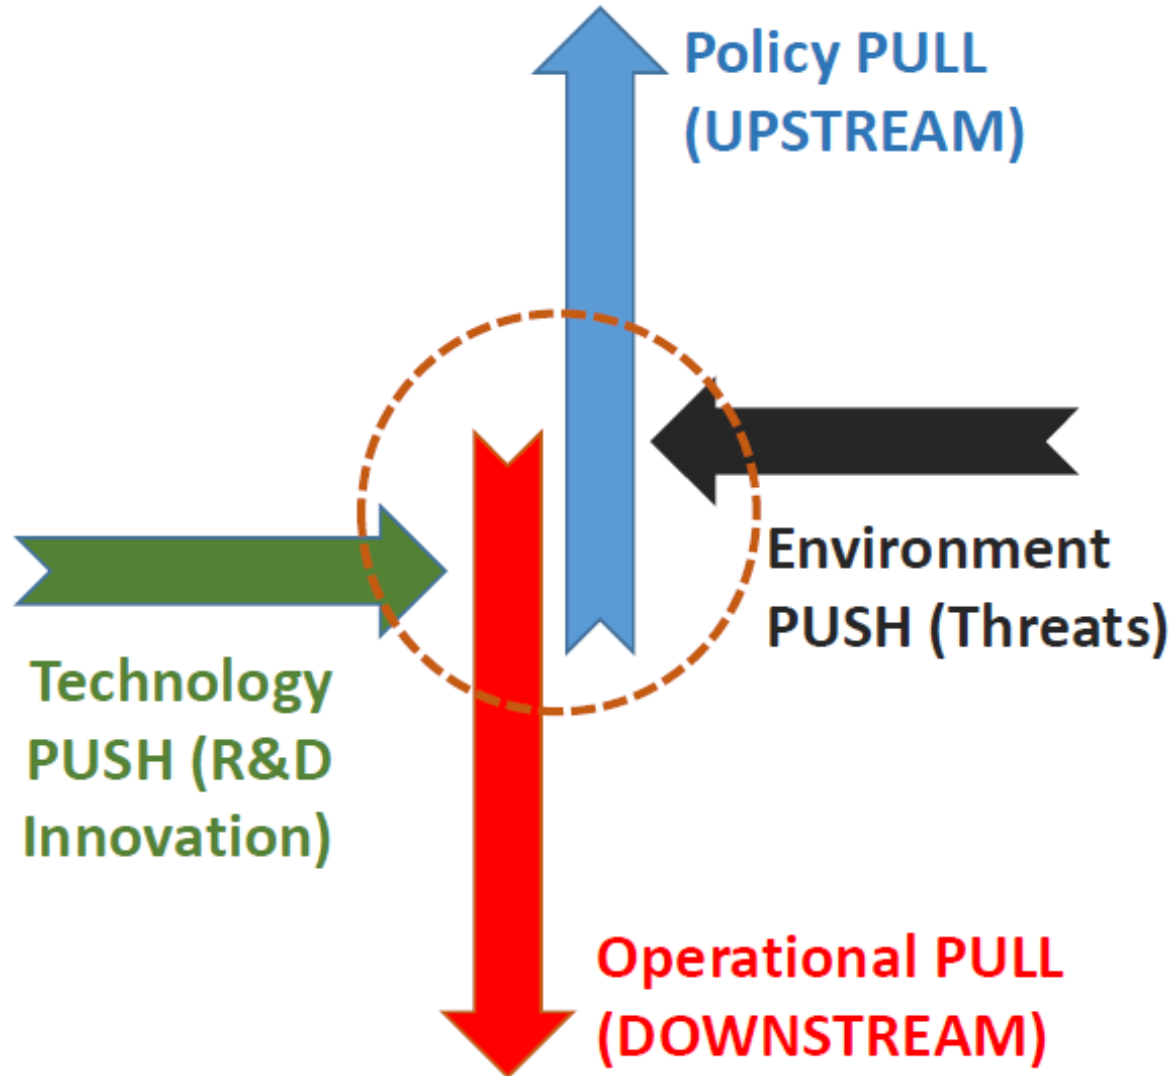 Policy PULL
(UPSTREAM)
Environment
PUSH (Threats)
Technology
PUSH (R&D
Innovation)
Operational PULL
(DOWNSTREAM)